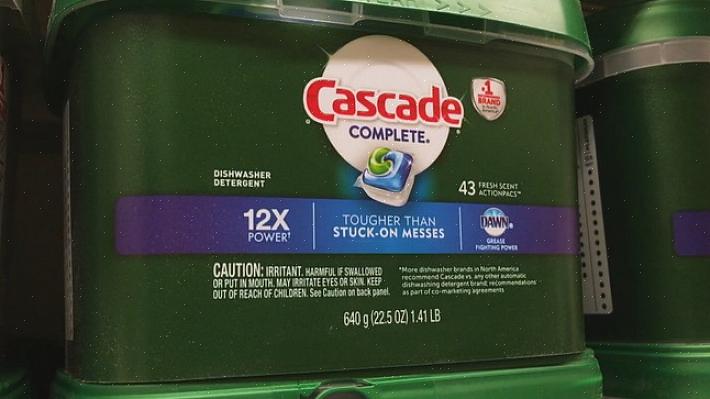 Cascade
COMPLETE.
#1
BRAND
DISHWASHER
DETERGENT
43 FRESH SCENT
ACTIONPACS™
12X
POWER†
TOUGHER THAN
STUCK-ON MESSES
DAWN®
GREASE
FIGHTING POWER
CAUTION: IRRITANT. HARMFUL IF SWALLOWED
OR PUT IN MOUTH. MAY IRRITATE EYES OR SKIN. KEEP
OUT OF REACH OF CHILDREN. See Caution on back panel.
*More dishwasher brands in North America
recommend Cascade vs. any other automatic
dishwashing detergent brand; recommendations
as part of co-marketing agreements
640 g (22.5 OZ) 1.41 LB